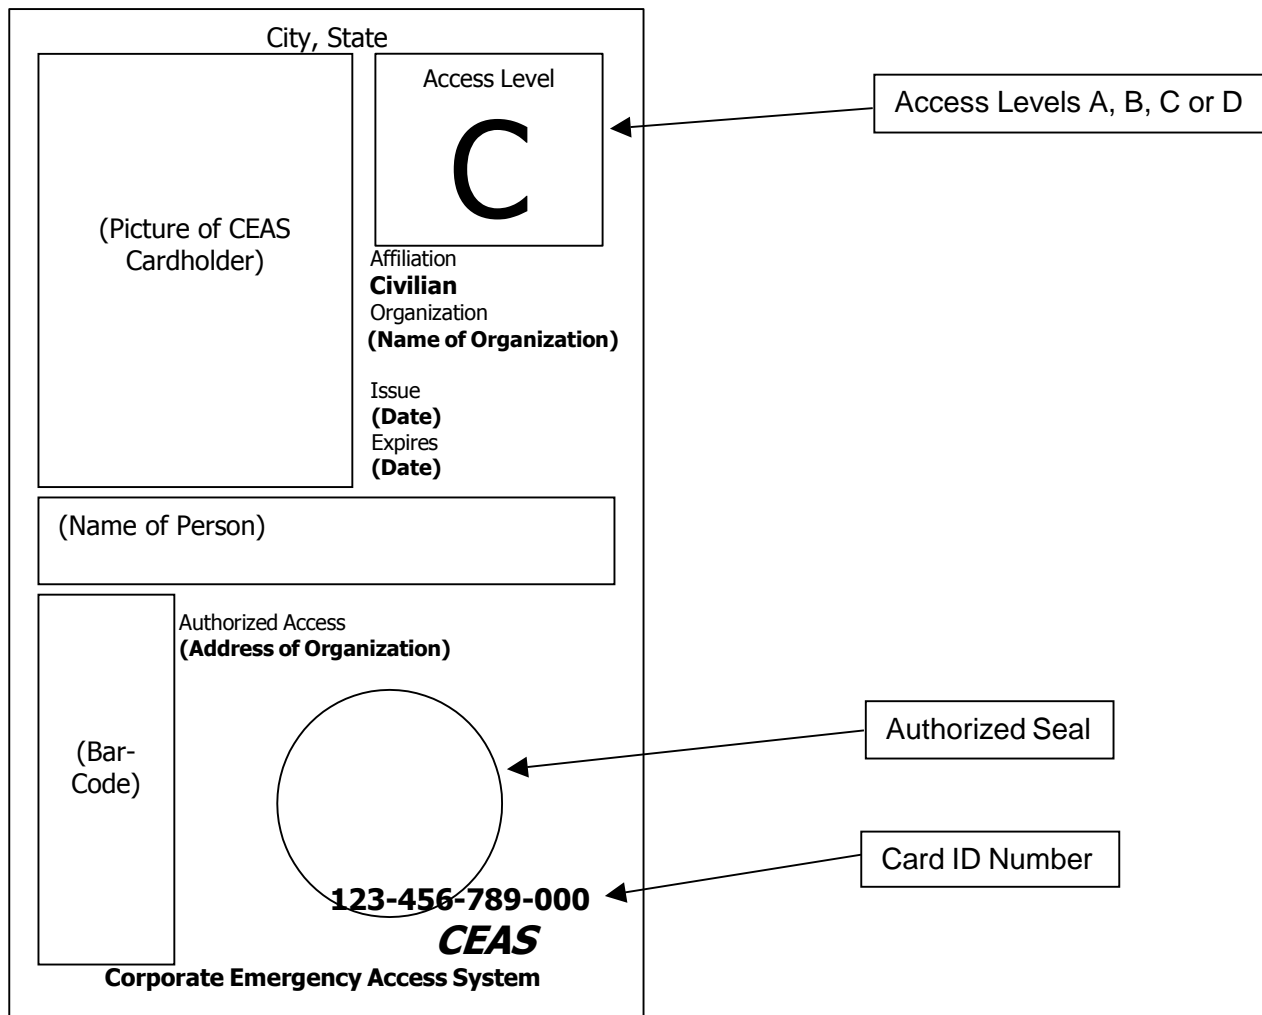 City, State
Access Level
C
(Picture of CEAS
Cardholder)
Affiliation
Civilian
Organization
(Name of Organization)
Issue
(Date)
Expires
(Date)
(Name of Person)
Authorized Access
(Address of Organization)
(Bar-
Code)
123-456-789-000
CEAS
Corporate Emergency Access System
Access Levels A, B, C or D
Authorized Seal
Card ID Number